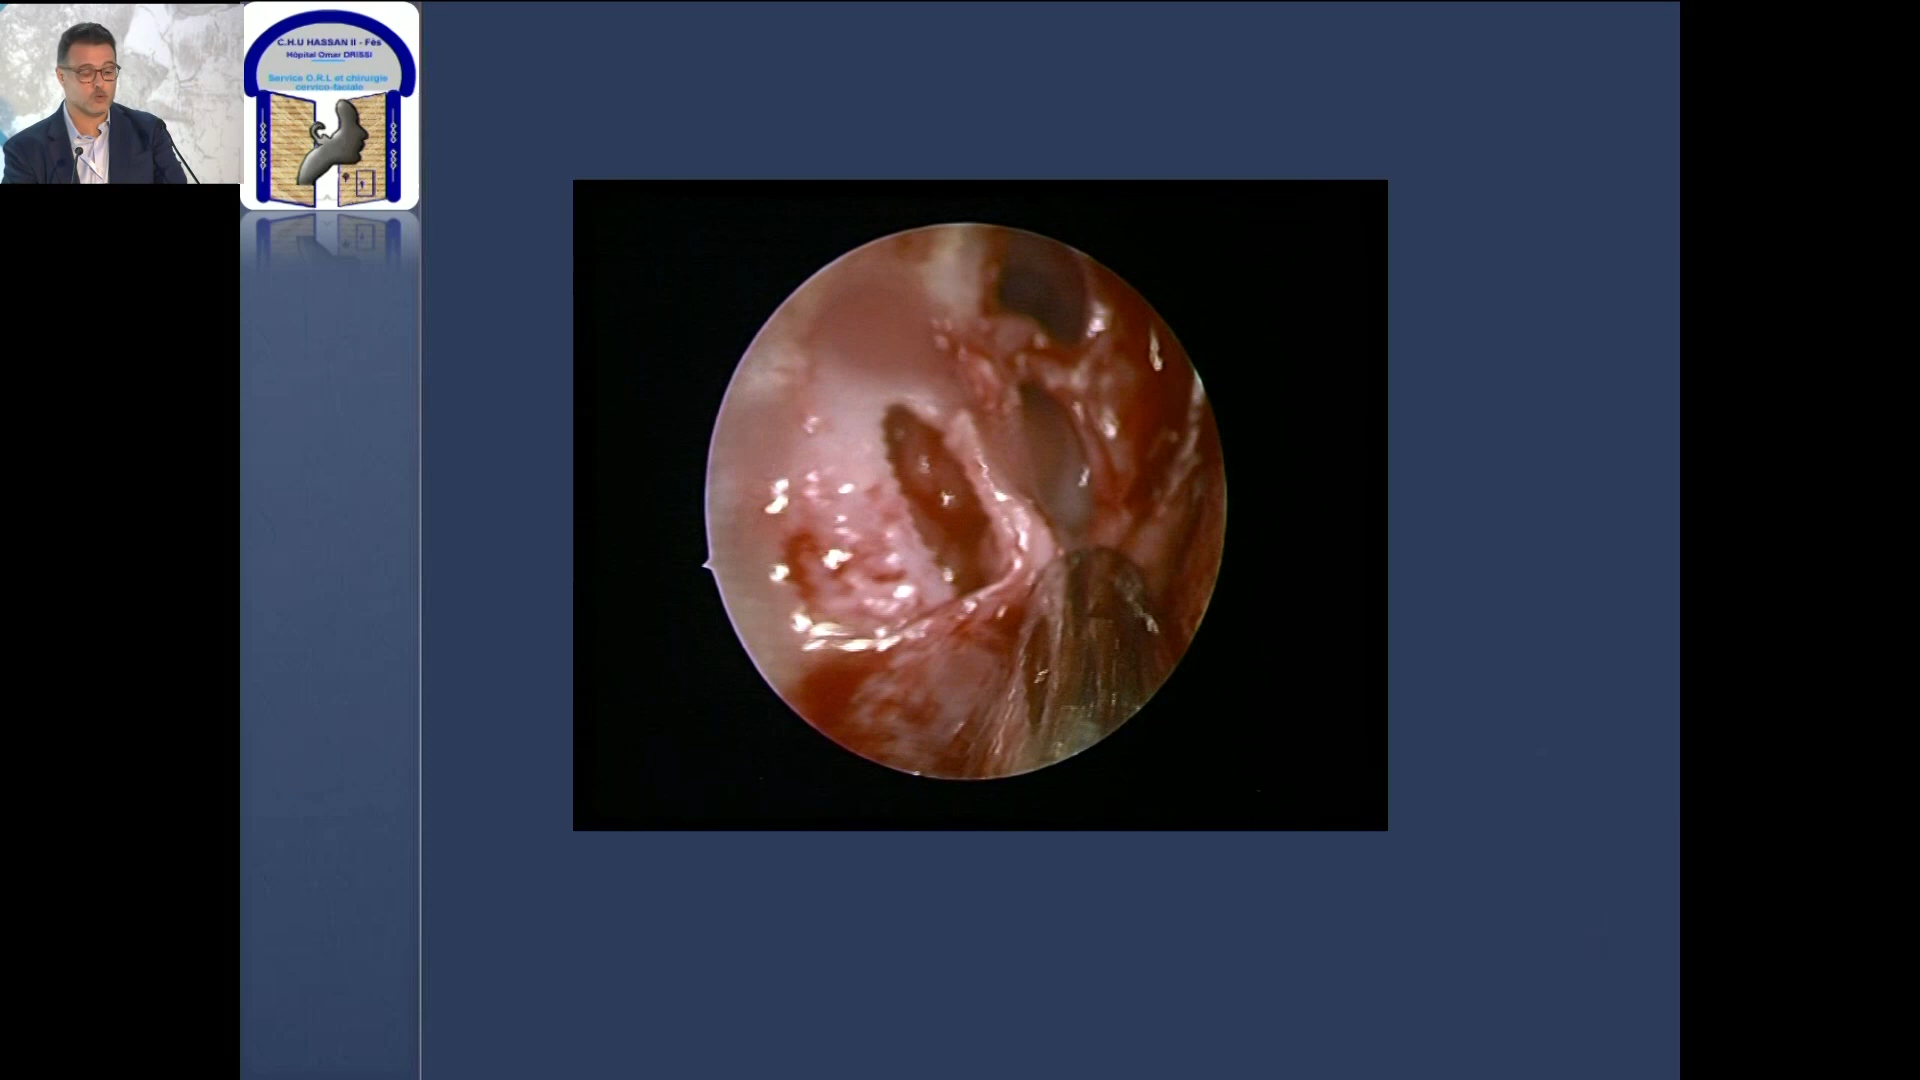 C.H.U HASSAN II - Fès
Hôpital Omar DRISSI
Service O.R.L et chirurgie
cervico-faciale